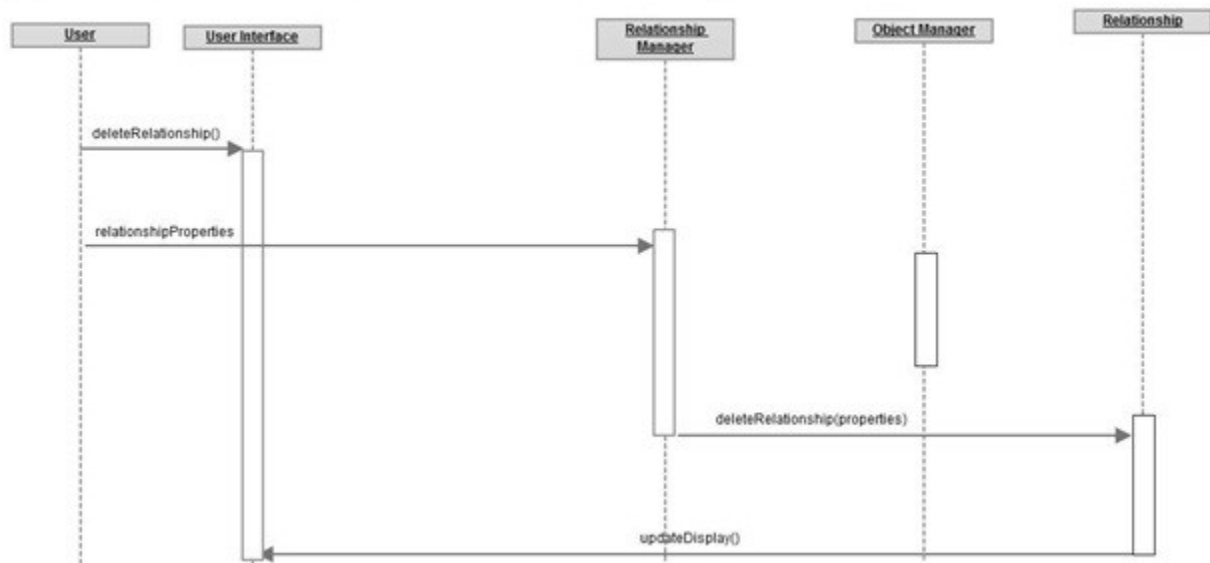 User
User Interface
Relationship
Manager
Object Manager
Relationship
deleteRelationship()
relationshipProperties
deleteRelationship(properties)
updateDisplay()